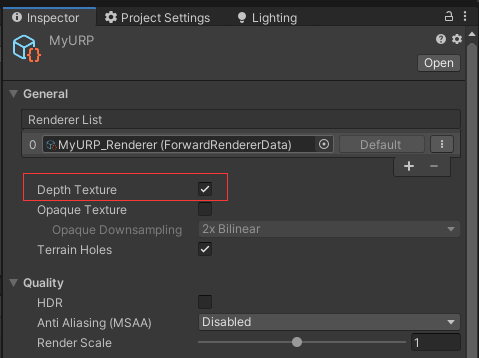 Inspector Project Settings Lighting
MyURP
Open
General
Renderer List
0 MyURP_Renderer (ForwardRendererData) Default
Depth Texture
Opaque Texture
Opaque Downsampling 2x Bilinear
Terrain Holes
Quality
HDR
Anti Aliasing (MSAA) Disabled
Render Scale 1